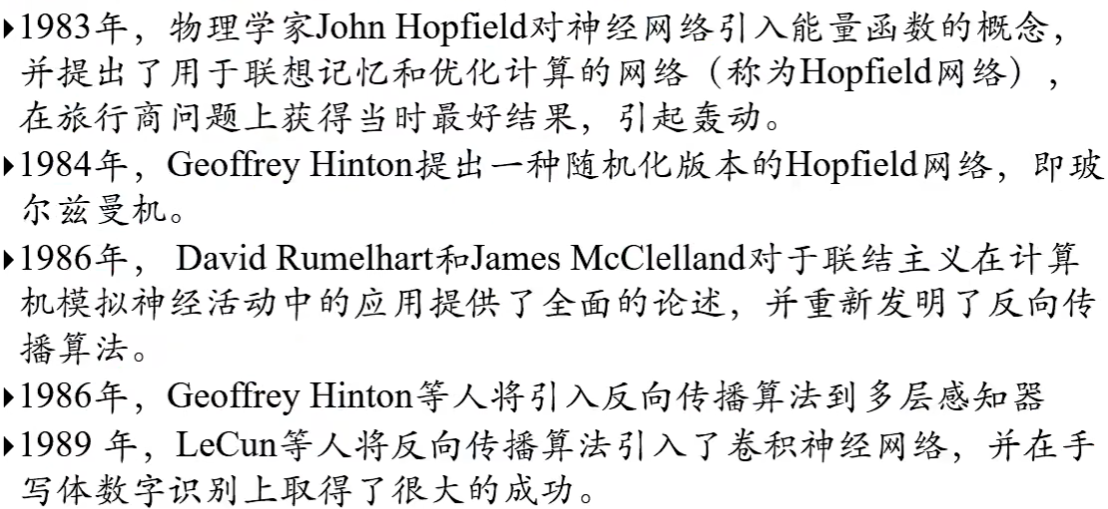 ▸1983年，物理学家John Hopfield对神经网络引入能量函数的概念，
并提出了用于联想记忆和优化计算的网络（称为Hopfield网络），
在旅行商问题上获得当时最好结果，引起轰动。
▸1984年，Geoffrey Hinton提出一种随机化版本的Hopfield网络，即玻
尔兹曼机。
▸1986年， David Rumelhart和James McClelland对于联结主义在计算
机模拟神经活动中的应用提供了全面的论述，并重新发明了反向传
播算法。
▸1986年，Geoffrey Hinton等人将引入反向传播算法到多层感知器
▸1989 年，LeCun等人将反向传播算法引入了卷积神经网络，并在手
写体数字识别上取得了很大的成功。